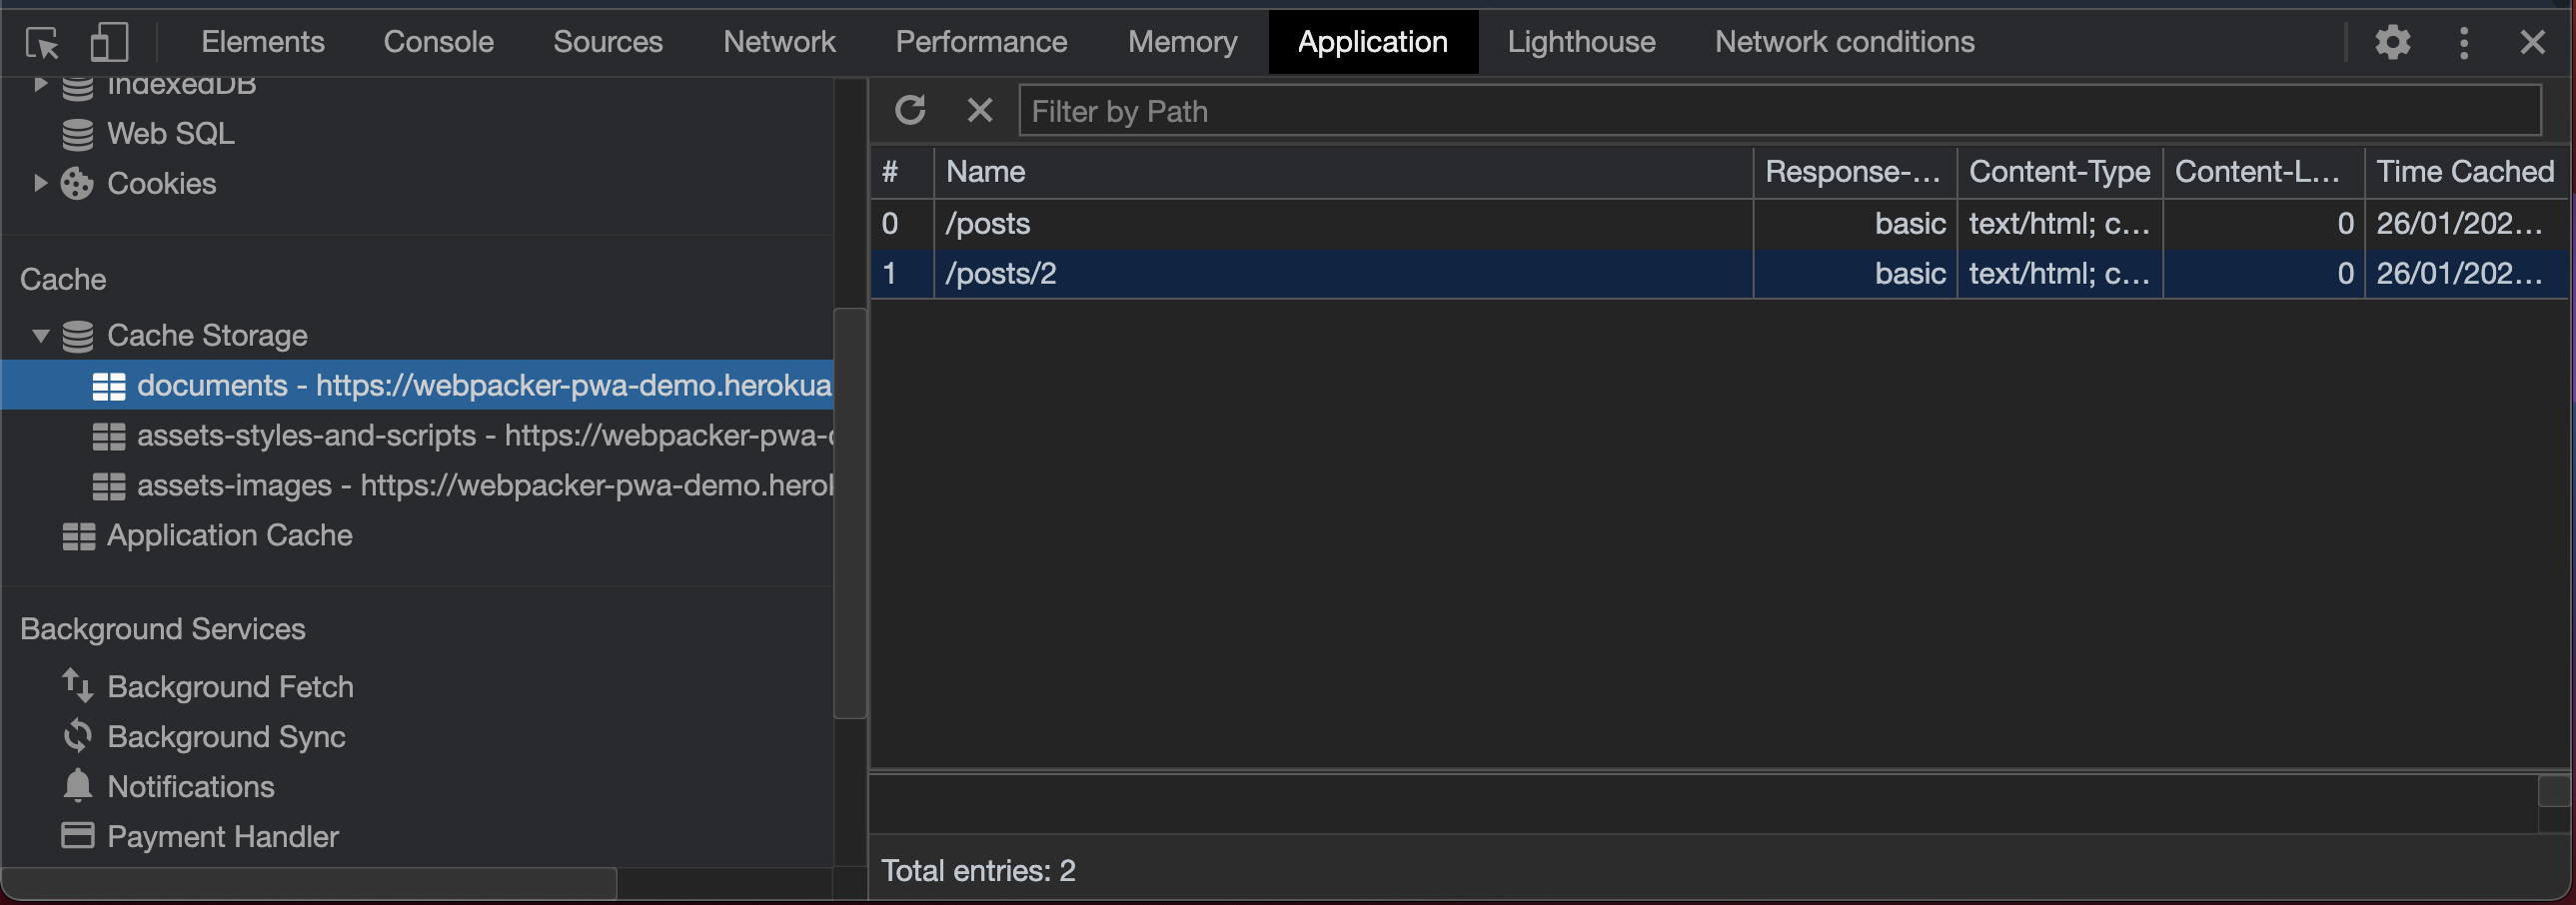 Elements Console Sources Network Performance Memory Application Lighthouse Network conditions
IndexedDB
Web SQL
Cookies
Cache
Cache Storage
documents - https://webpacker-pwa-demo.herokua
assets-styles-and-scripts - https://webpacker-pwa-
assets-images - https://webpacker-pwa-demo.herok
Application Cache
Background Services
Background Fetch
Background Sync
Notifications
Payment Handler
Filter by Path
# Name Response-... Content-Type Content-L... Time Cached
0 /posts basic text/html; c... 0 26/01/202...
1 /posts/2 basic text/html; c... 0 26/01/202...
Total entries: 2